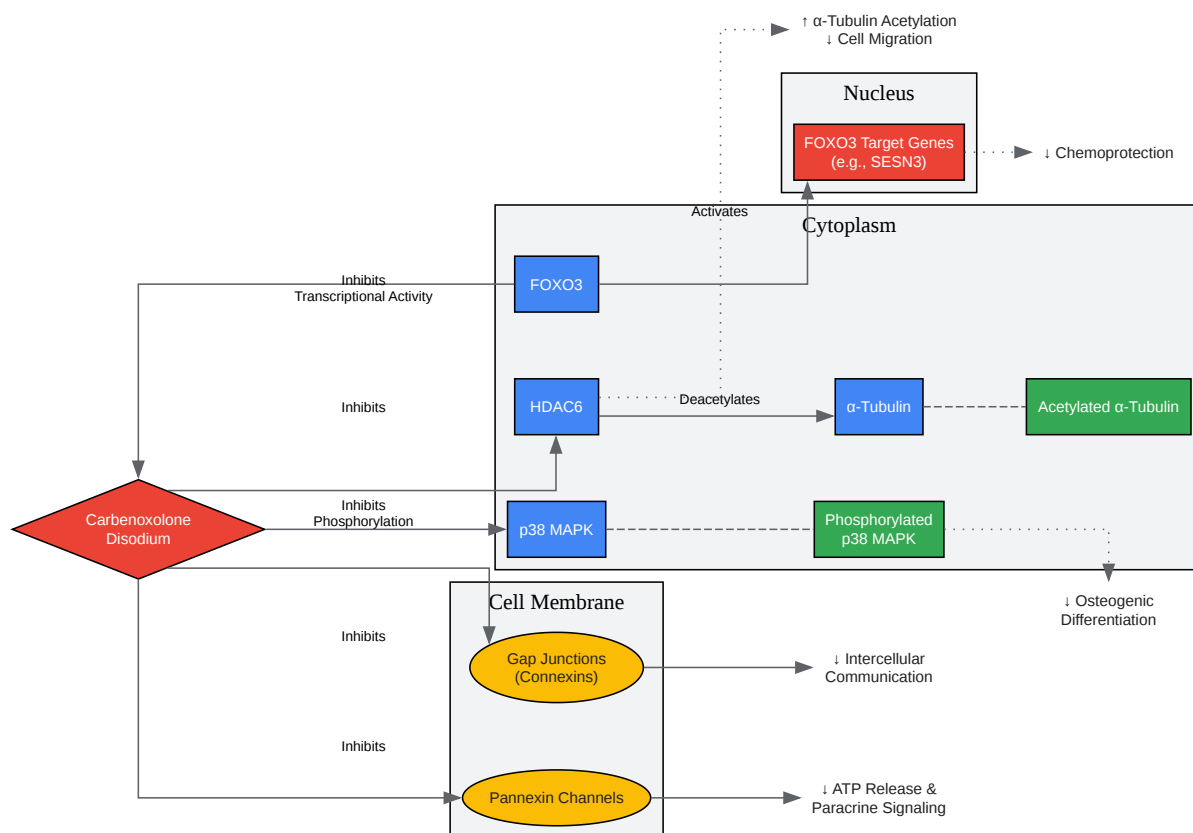 ↑ α-Tubulin Acetylation
↓ Cell Migration
Nucleus
FOXO3 Target Genes
(e.g., SESN3)
↓ Chemoprotection
Activates
Cytoplasm
FOXO3
Inhibits
Transcriptional Activity
HDAC6
Deacetylates
α-Tubulin
Acetylated α-Tubulin
Inhibits
Carbenoxolone
Disodium
Inhibits
Phosphorylation
p38 MAPK
Phosphorylated
p38 MAPK
↓ Osteogenic
Differentiation
Cell Membrane
Inhibits
Gap Junctions
(Connexins)
↓ Intercellular
Communication
Inhibits
Pannexin Channels
↓ ATP Release &
Paracrine Signaling